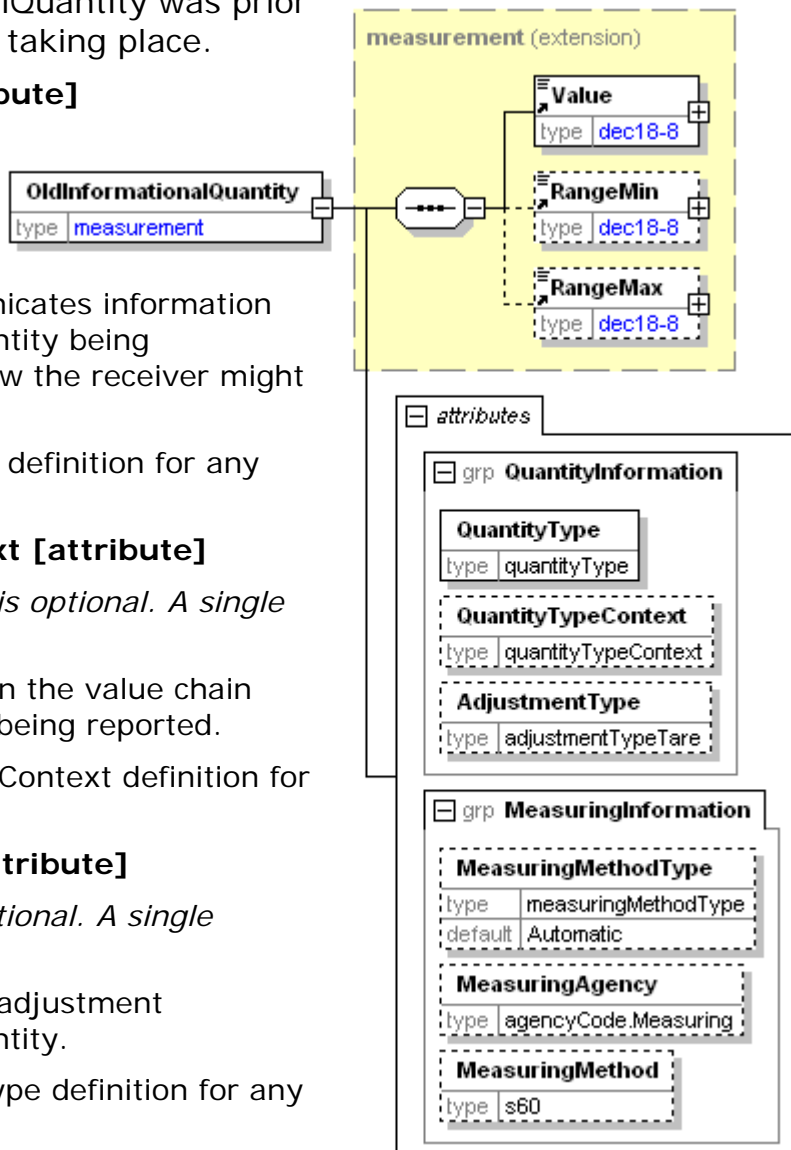 lQuantity was prior
taking place.
bute]
nicates information
ntity being
w the receiver might
definition for any
xt [attribute]
is optional. A single
n the value chain
being reported.
Context definition for
tribute]
tional. A single
adjustment
ntity.
ype definition for any
measurement (extension)
OldInformationalQuantity
type measurement
Value
type dec18-8
RangeMin
type dec18-8
RangeMax
type dec18-8
attributes
grp QuantityInformation
QuantityType
type quantityType
QuantityTypeContext
type quantityTypeContext
AdjustmentType
type adjustmentTypeTare
grp MeasuringInformation
MeasuringMethodType
type measuringMethodType
default Automatic
MeasuringAgency
type agencyCode.Measuring
MeasuringMethod
type s60